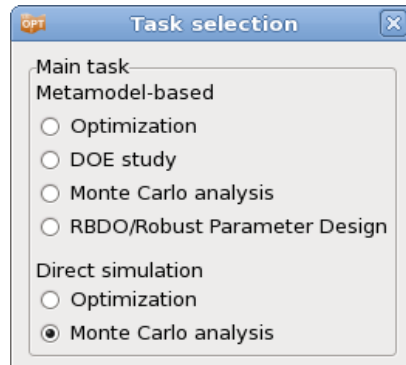 OPT
Task selection
Main task
Metamodel-based
Optimization
DOE study
Monte Carlo analysis
RBDO/Robust Parameter Design
Direct simulation
Optimization
Monte Carlo analysis